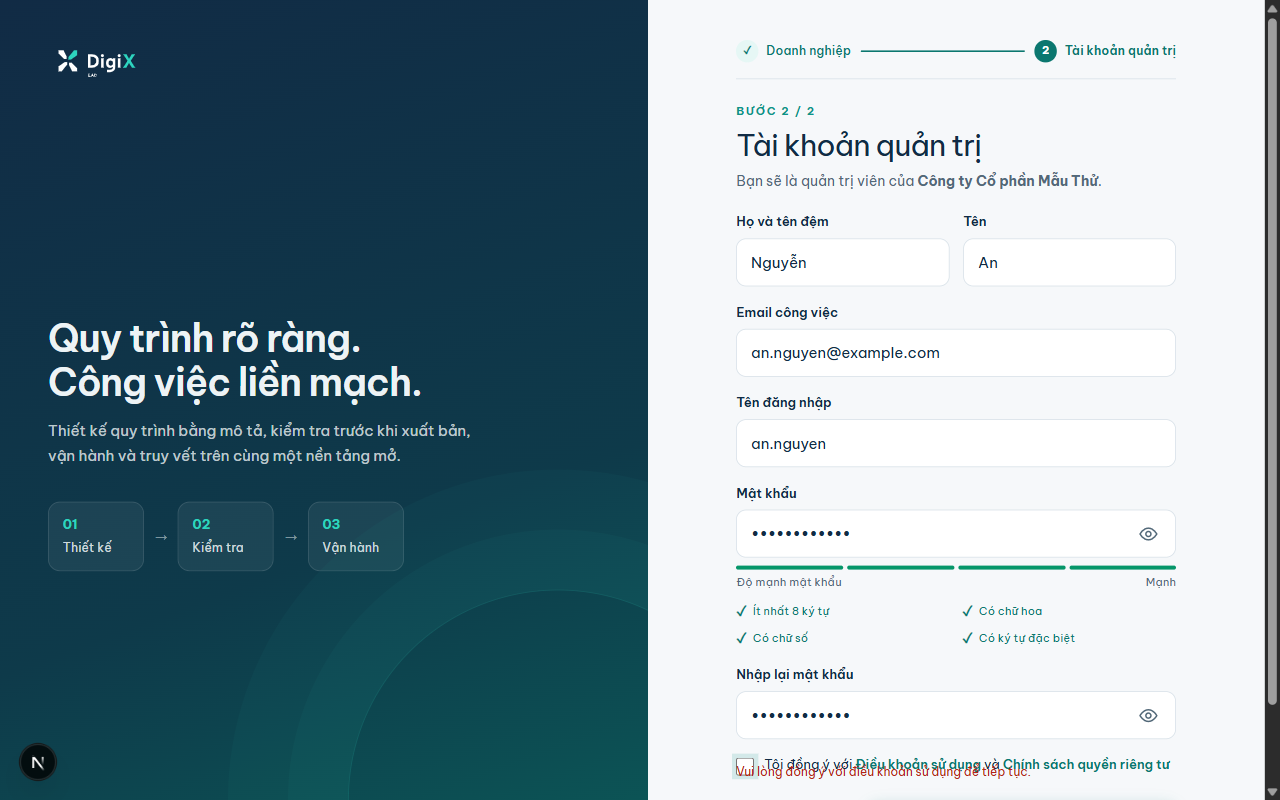 DigiX
EAC
Quy trình rõ ràng.
Công việc liền mạch.
Thiết kế quy trình bằng mô tả, kiểm tra trước khi xuất bản,
vận hành và truy vết trên cùng một nền tảng mở.
01
Thiết kế
→
02
Kiểm tra
→
03
Vận hành
N
✓ Doanh nghiệp
2 Tài khoản quản trị
BƯỚC 2 / 2
Tài khoản quản trị
Bạn sẽ là quản trị viên của Công ty Cổ phần Mẫu Thử.
Họ và tên đệm
Tên
Nguyễn
An
Email công việc
an.nguyen@example.com
Tên đăng nhập
an.nguyen
Mật khẩu
••••••••••••
Độ mạnh mật khẩu
Mạnh
✓ Ít nhất 8 ký tự
✓ Có chữ hoa
✓ Có chữ số
✓ Có ký tự đặc biệt
Nhập lại mật khẩu
••••••••••••
Tôi đồng ý với Điều khoản sử dụng và Chính sách quyền riêng tư
Vui lòng đồng ý với điều khoản sử dụng để tiếp tục.